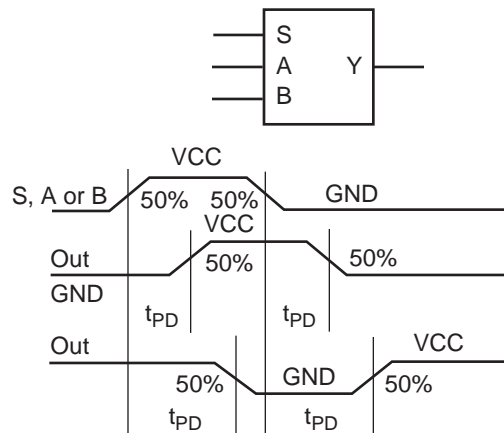 S
A Y
B
VCC
S, A or B 50% 50% GND
VCC
Out 50% 50%
GND
tPD tPD
Out VCC
50% GND 50%
tPD tPD